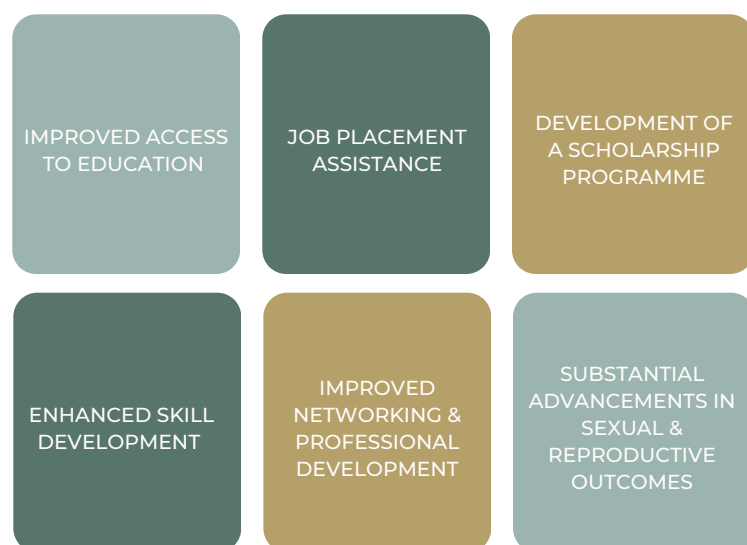 IMPROVED ACCESS
TO EDUCATION
JOB PLACEMENT
ASSISTANCE
DEVELOPMENT OF
A SCHOLARSHIP
PROGRAMME
ENHANCED SKILL
DEVELOPMENT
IMPROVED
NETWORKING &
PROFESSIONAL
DEVELOPMENT
SUBSTANTIAL
ADVANCEMENTS IN
SEXUAL &
REPRODUCTIVE
OUTCOMES